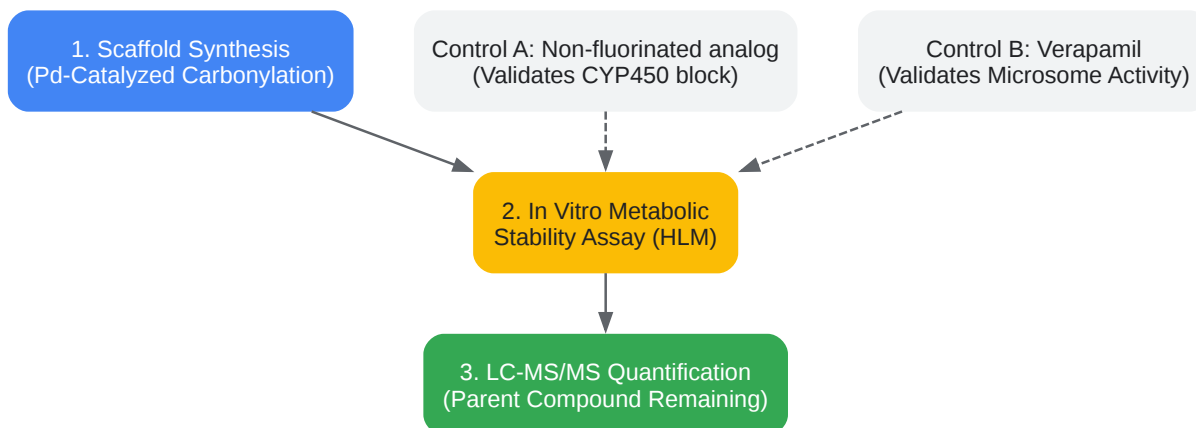 1. Scaffold Synthesis
(Pd-Catalyzed Carbonylation)
Control A: Non-fluorinated analog
(Validates CYP450 block)
Control B: Verapamil
(Validates Microsome Activity)
2. In Vitro Metabolic
Stability Assay (HLM)
3. LC-MS/MS Quantification
(Parent Compound Remaining)